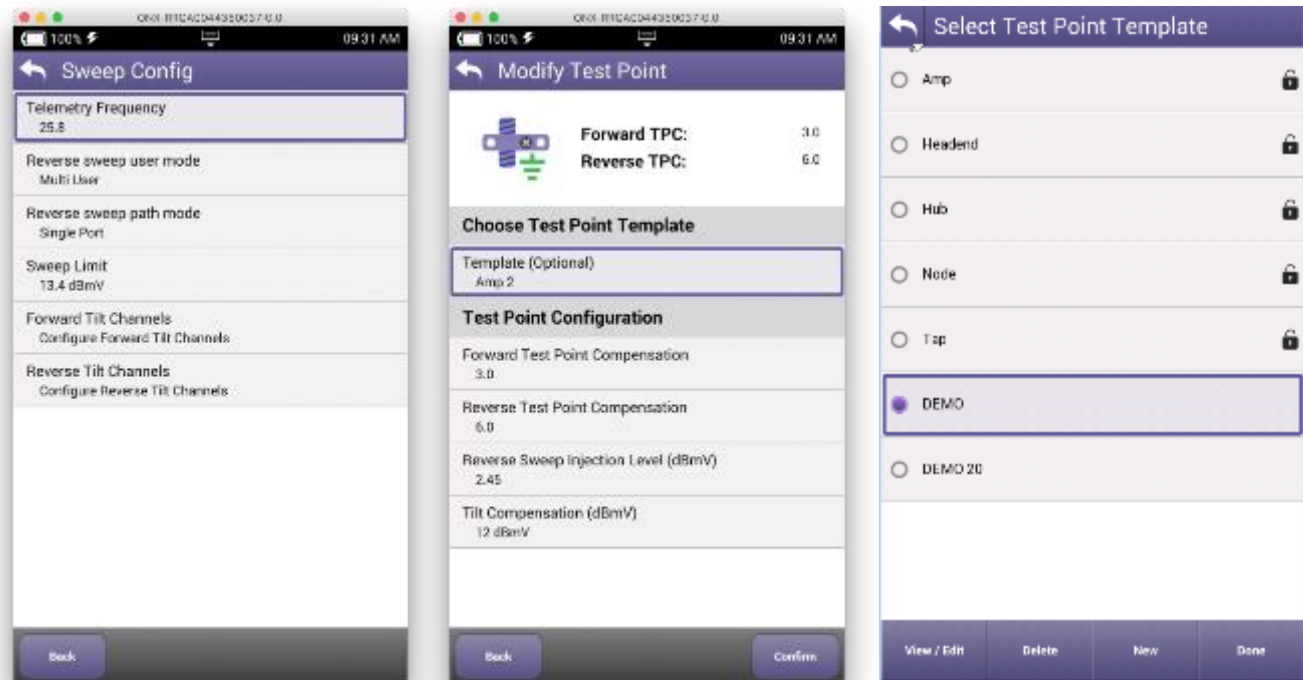 100%
09:31 AM
Sweep Config
Telemetry Frequency
25.8
Reverse sweep user mode
Multi User
Reverse sweep path mode
Single Port
Sweep Limit
13.4 dBmV
Forward Tilt Channels
Configure Forward Tilt Channels
Reverse Tilt Channels
Configure Reverse Tilt Channels
Back
100%
09:31 AM
Modify Test Point
Forward TPC: 3.0
Reverse TPC: 6.0
Choose Test Point Template
Template (Optional)
Amp 2
Test Point Configuration
Forward Test Point Compensation
3.0
Reverse Test Point Compensation
6.0
Reverse Sweep Injection Level (dBmV)
2.45
Tilt Compensation (dBmV)
12 dBmV
Back
Confirm
Select Test Point Template
Amp
Headend
Hub
Node
Tap
DEMO
DEMO 20
View / Edit
Delete
New
Done